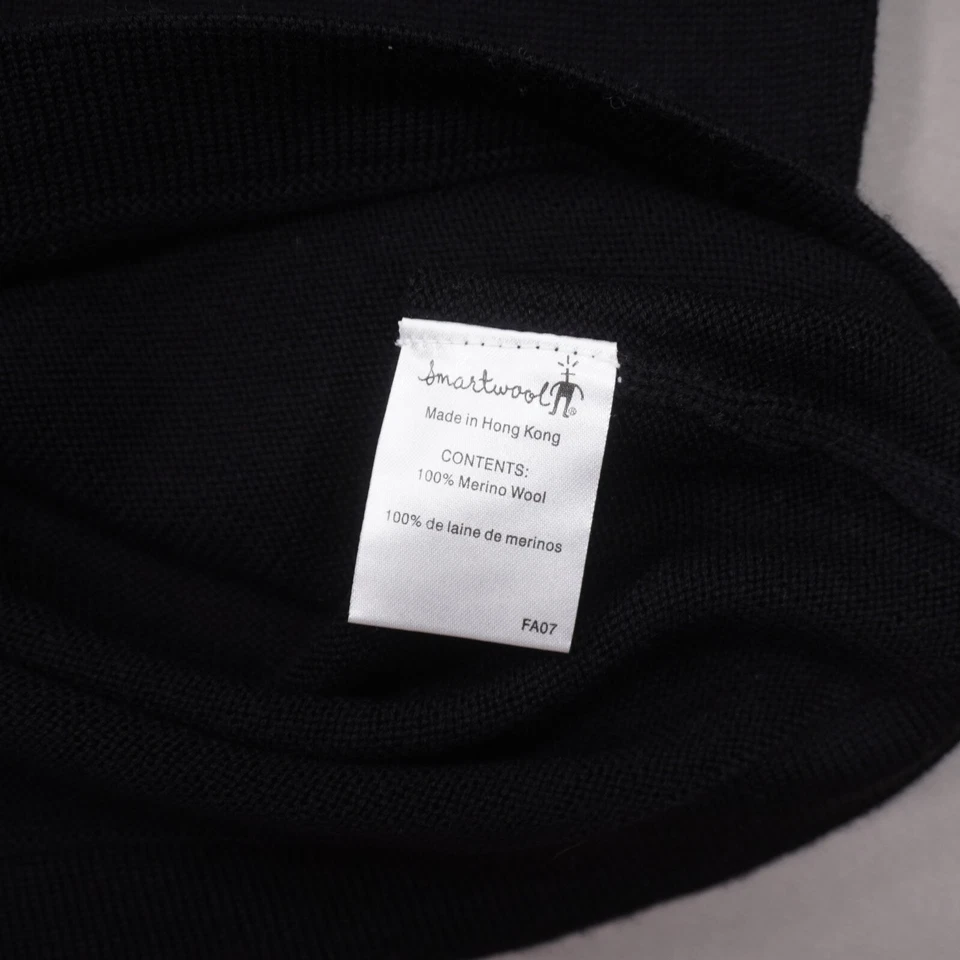 Smartwool®
Made in Hong Kong
CONTENTS:
100% Merino Wool
100% de laine de merinos
FA07